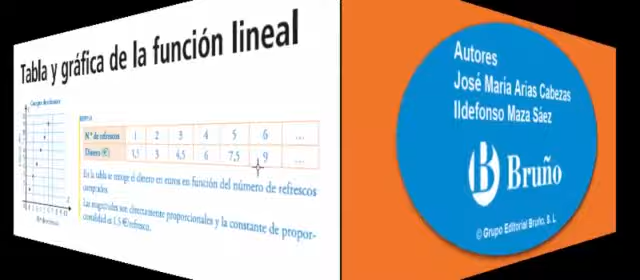 Tabla y gráfica de la función lineal
N.º de refrescos 1 2 3 4 5 6 ....
Dinero (€) 1,5 3 4,5 6 7,5 9 ....
En la tabla se recoge el dinero en euros en función del número de refrescos
comprados.
Las magnitudes son directamente proporcionales y la constante de propor-
cionalidad es 1,5 €/refresco.
Autores
José María Arias Cabezas
Ildefonso Maza Sáez
Bruño
© Grupo Editorial Bruño, S. L.